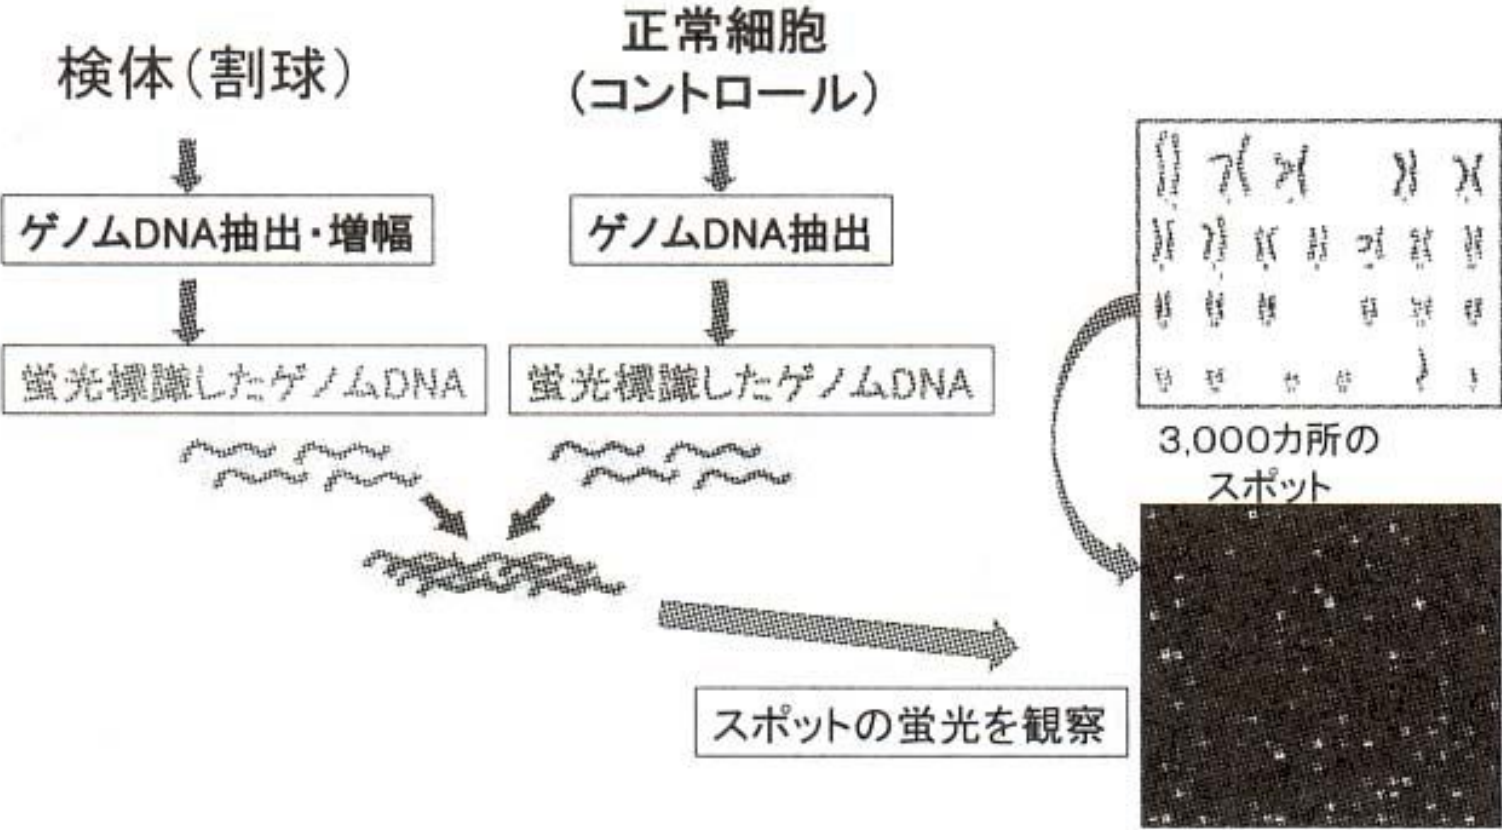 検体(割球)
正常細胞
(コントロール)
ゲノムDNA抽出・増幅
ゲノムDNA抽出
蛍光標識したゲノムDNA
蛍光標識したゲノムDNA
3,000カ所の
スポット
スポットの蛍光を観察